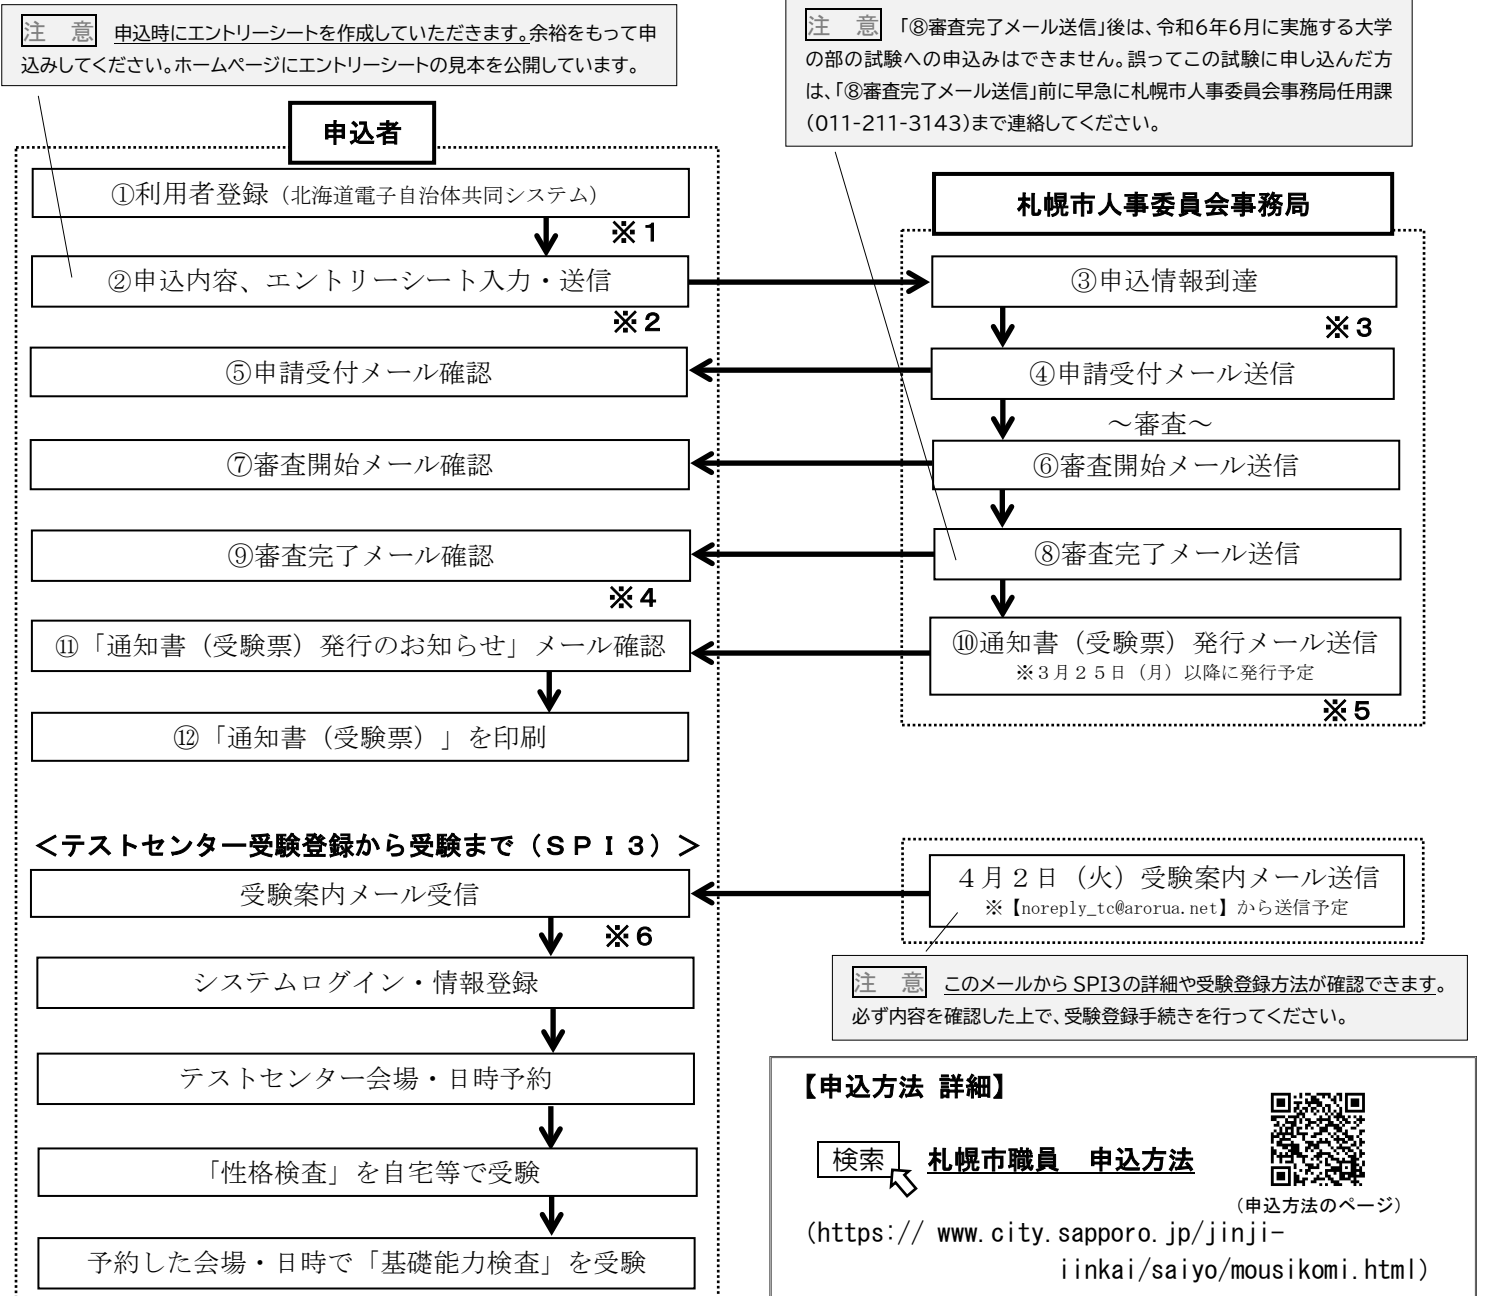 注　意　申込時にエントリーシートを作成していただきます。余裕をもって申
込みしてください。ホームページにエントリーシートの見本を公開しています。
注　意　「⑧審査完了メール送信」後は、令和6年6月に実施する大学
の部の試験への申込みはできません。誤ってこの試験に申し込んだ方
は、「⑧審査完了メール送信」前に早急に札幌市人事委員会事務局任用課
（011-211-3143）まで連絡してください。
申込者
札幌市人事委員会事務局
①利用者登録（北海道電子自治体共同システム）
※１
②申込内容、エントリーシート入力・送信
※２
③申込情報到達
※３
④申請受付メール送信
⑤申請受付メール確認
～審査～
⑥審査開始メール送信
⑦審査開始メール確認
⑧審査完了メール送信
⑨審査完了メール確認
※４
⑩通知書（受験票）発行メール送信
※３月２５日（月）以降に発行予定
※５
⑪「通知書（受験票）発行のお知らせ」メール確認
⑫「通知書（受験票）」を印刷
＜テストセンター受験登録から受験まで（ＳＰＩ３）＞
４月２日（火）受験案内メール送信
※【noreply_tc@arorua.net】から送信予定
受験案内メール受信
※６
注　意　このメールから SPI3の詳細や受験登録方法が確認できます。
必ず内容を確認した上で、受験登録手続きを行ってください。
システムログイン・情報登録
テストセンター会場・日時予約
「性格検査」を自宅等で受験
予約した会場・日時で「基礎能力検査」を受験
【申込方法 詳細】
検索　札幌市職員　申込方法
（申込方法のページ）
(https:// www.city.sapporo.jp/jinji-
iinkai/saiyo/mousikomi.html)